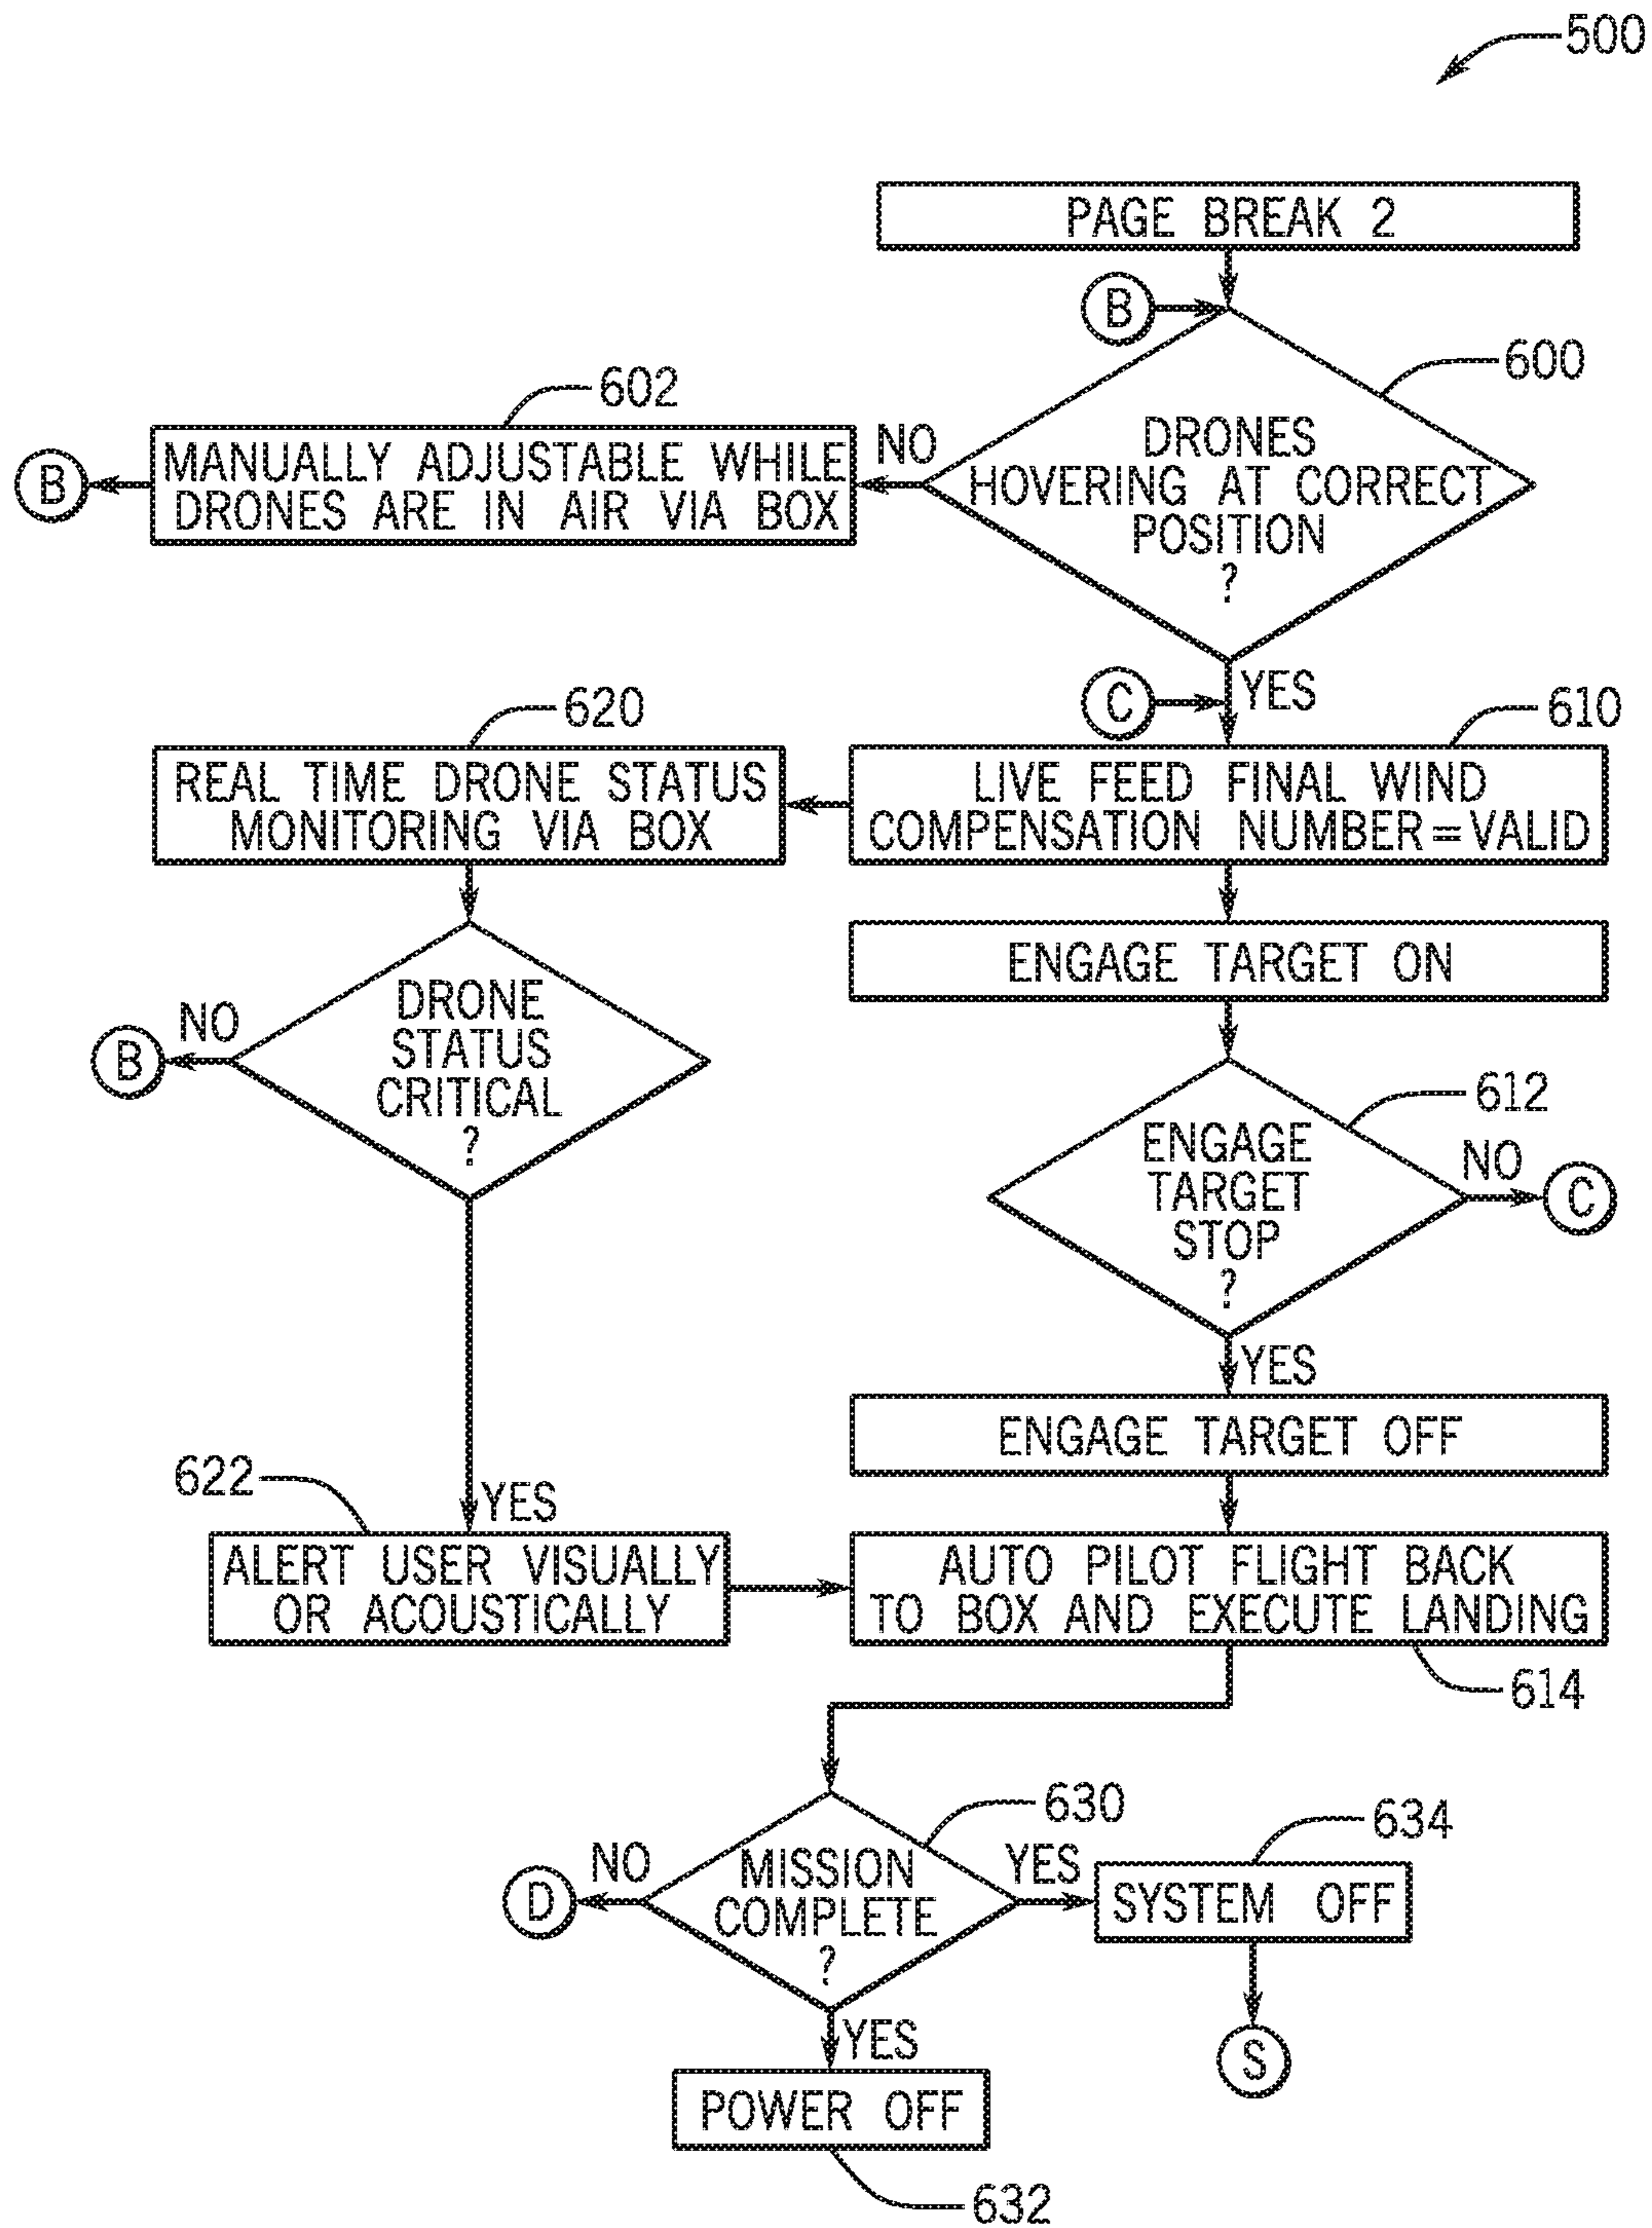 500
PAGE BREAK 2
B
600
602
DRONES
HOVERING AT CORRECT
POSITION
?
NO
MANUALLY ADJUSTABLE WHILE
DRONES ARE IN AIR VIA BOX
B
YES
C
620
610
REAL TIME DRONE STATUS
MONITORING VIA BOX
LIVE FEED FINAL WIND
COMPENSATION NUMBER=VALID
ENGAGE TARGET ON
DRONE
STATUS
CRITICAL
?
NO
B
612
ENGAGE
TARGET
STOP
?
NO
C
YES
ENGAGE TARGET OFF
622
YES
ALERT USER VISUALLY
OR ACOUSTICALLY
AUTO PILOT FLIGHT BACK
TO BOX AND EXECUTE LANDING
614
630
634
NO
D
MISSION
COMPLETE
?
YES
SYSTEM OFF
YES
S
POWER OFF
632